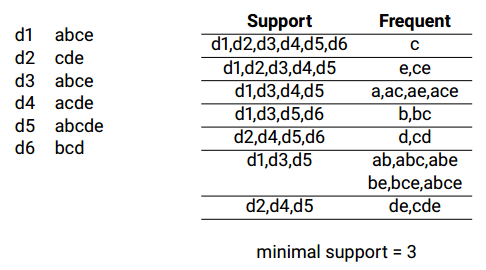 d1 abce
d2 cde
d3 abce
d4 acde
d5 abcde
d6 bcd
Support Frequent
d1,d2,d3,d4,d5,d6 c
d1,d2,d3,d4,d5 e,ce
d1,d3,d4,d5 a,ac,ae,ace
d1,d3,d5,d6 b,bc
d2,d4,d5,d6 d,cd
d1,d3,d5 ab,abc,abe
be,bce,abce
d2,d4,d5 de,cde
minimal support = 3